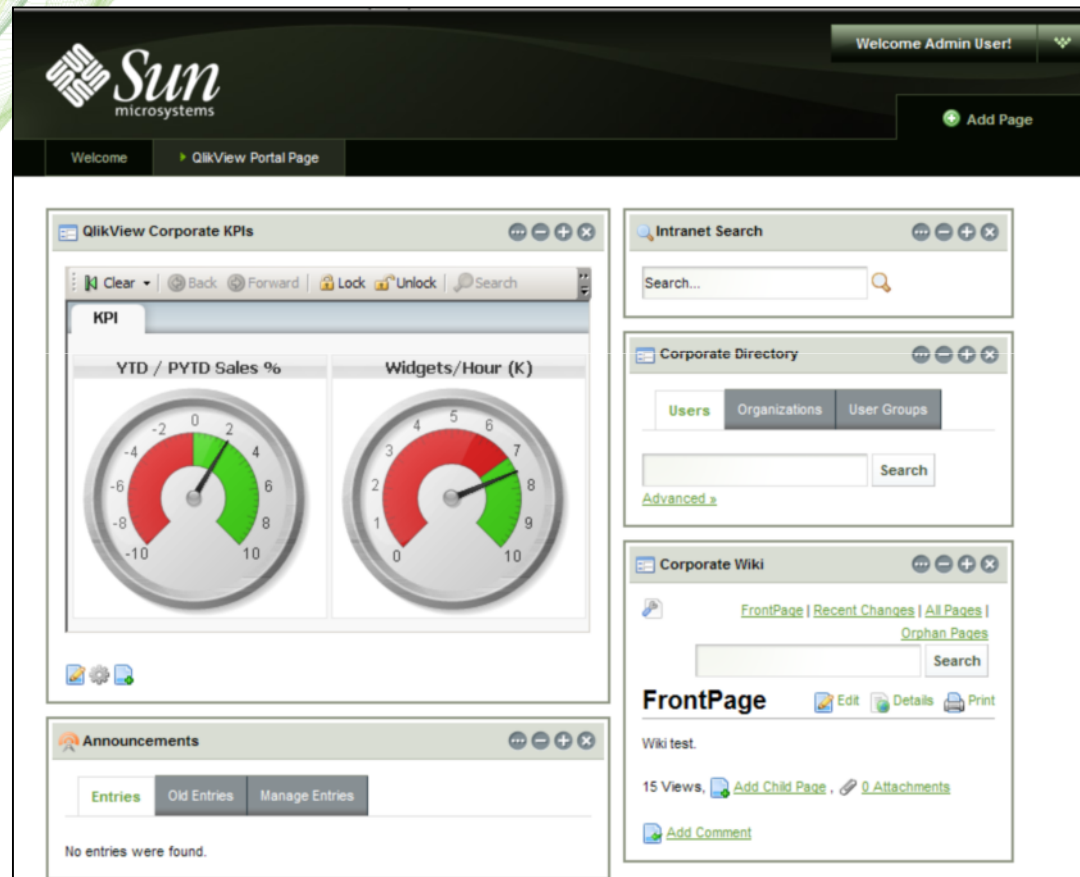 Welcome Admin User!
Sun
microsystems
Add Page
Welcome
QlikView Portal Page
QlikView Corporate KPIs
Clear
Back
Forward
Lock
Unlock
Search
KPI
YTD / PYTD Sales %
-10
-8
-6
-4
-2
0
2
4
6
8
10
Widgets/Hour (K)
0
1
2
3
4
5
6
7
8
9
10
Announcements
Entries
Old Entries
Manage Entries
No entries were found.
Intranet Search
Search...
Corporate Directory
Users
Organizations
User Groups
Search
Advanced »
Corporate Wiki
FrontPage | Recent Changes | All Pages |
Orphan Pages
Search
FrontPage
Edit
Details
Print
Wiki test.
15 Views, Add Child Page , 0 Attachments
Add Comment